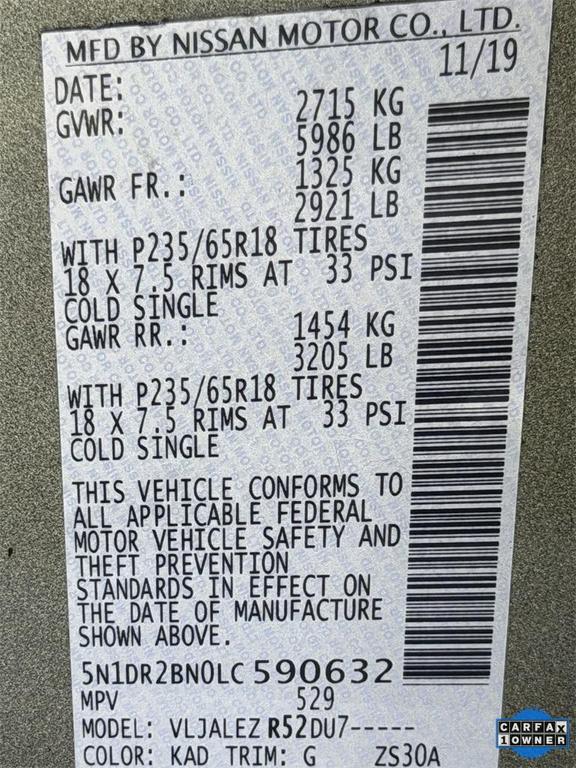 MFD BY NISSAN MOTOR CO., LTD.
DATE: 11/19
GVWR: 2715 KG
5986 LB
GAWR FR.: 1325 KG
2921 LB
WITH P235/65R18 TIRES
18 X 7.5 RIMS AT 33 PSI
COLD SINGLE
GAWR RR.: 1454 KG
3205 LB
WITH P235/65R18 TIRES
18 X 7.5 RIMS AT 33 PSI
COLD SINGLE
THIS VEHICLE CONFORMS TO
ALL APPLICABLE FEDERAL
MOTOR VEHICLE SAFETY AND
THEFT PREVENTION
STANDARDS IN EFFECT ON
THE DATE OF MANUFACTURE
SHOWN ABOVE.
5N1DR2BN0LC590632
MPV 529
MODEL: VLJALEZ R52DU7-----
COLOR: KAD TRIM: G ZS30A
CARFAX
1 OWNER